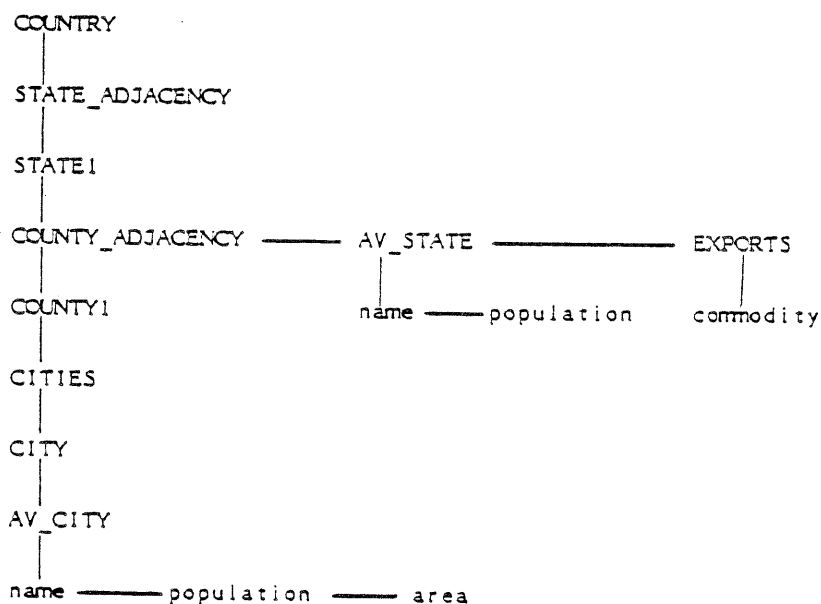 COUNTRY
STATE_ADJACENCY
STATE1
COUNTY_ADJACENCY AV_STATE EXPORTS
COUNTY1 name population commodity
CITIES
CITY
AV_CITY
name population area